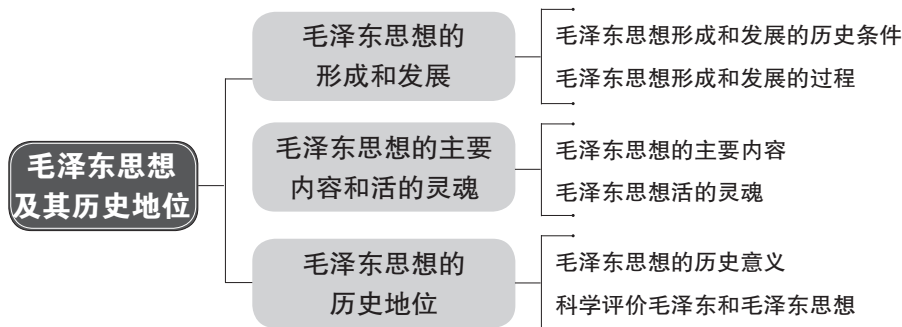 毛泽东思想
及其历史地位
毛泽东思想的
形成和发展
毛泽东思想形成和发展的历史条件
毛泽东思想形成和发展的过程
毛泽东思想的主要
内容和活的灵魂
毛泽东思想的主要内容
毛泽东思想活的灵魂
毛泽东思想的
历史地位
毛泽东思想的历史意义
科学评价毛泽东和毛泽东思想